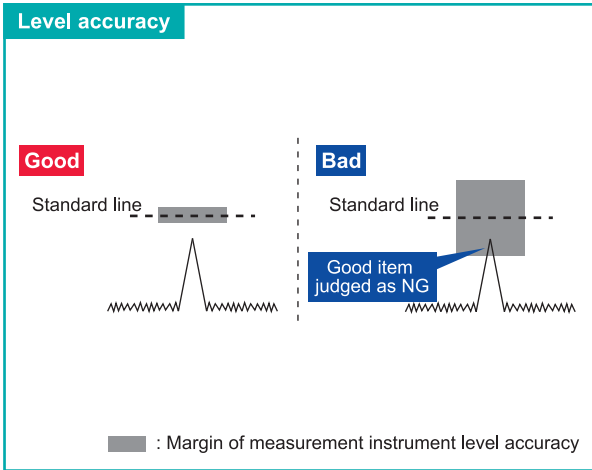 Level accuracy
Good
Standard line
Bad
Standard line
Good item
judged as NG
: Margin of measurement instrument level accuracy